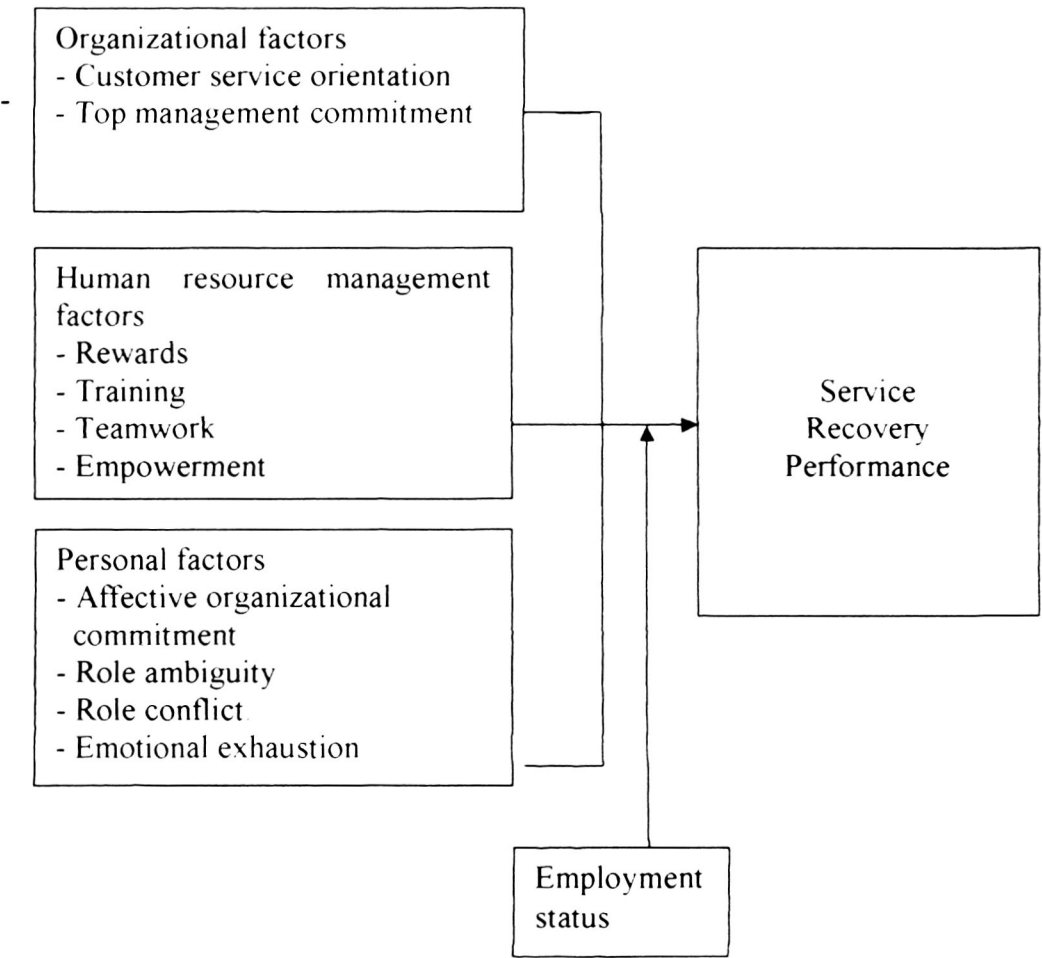 Organizational factors
- Customer service orientation
- Top management commitment
Human resource management
factors
- Rewards
- Training
- Teamwork
- Empowerment
Personal factors
- Affective organizational
commitment
- Role ambiguity
- Role conflict
- Emotional exhaustion
Service
Recovery
Performance
Employment
status